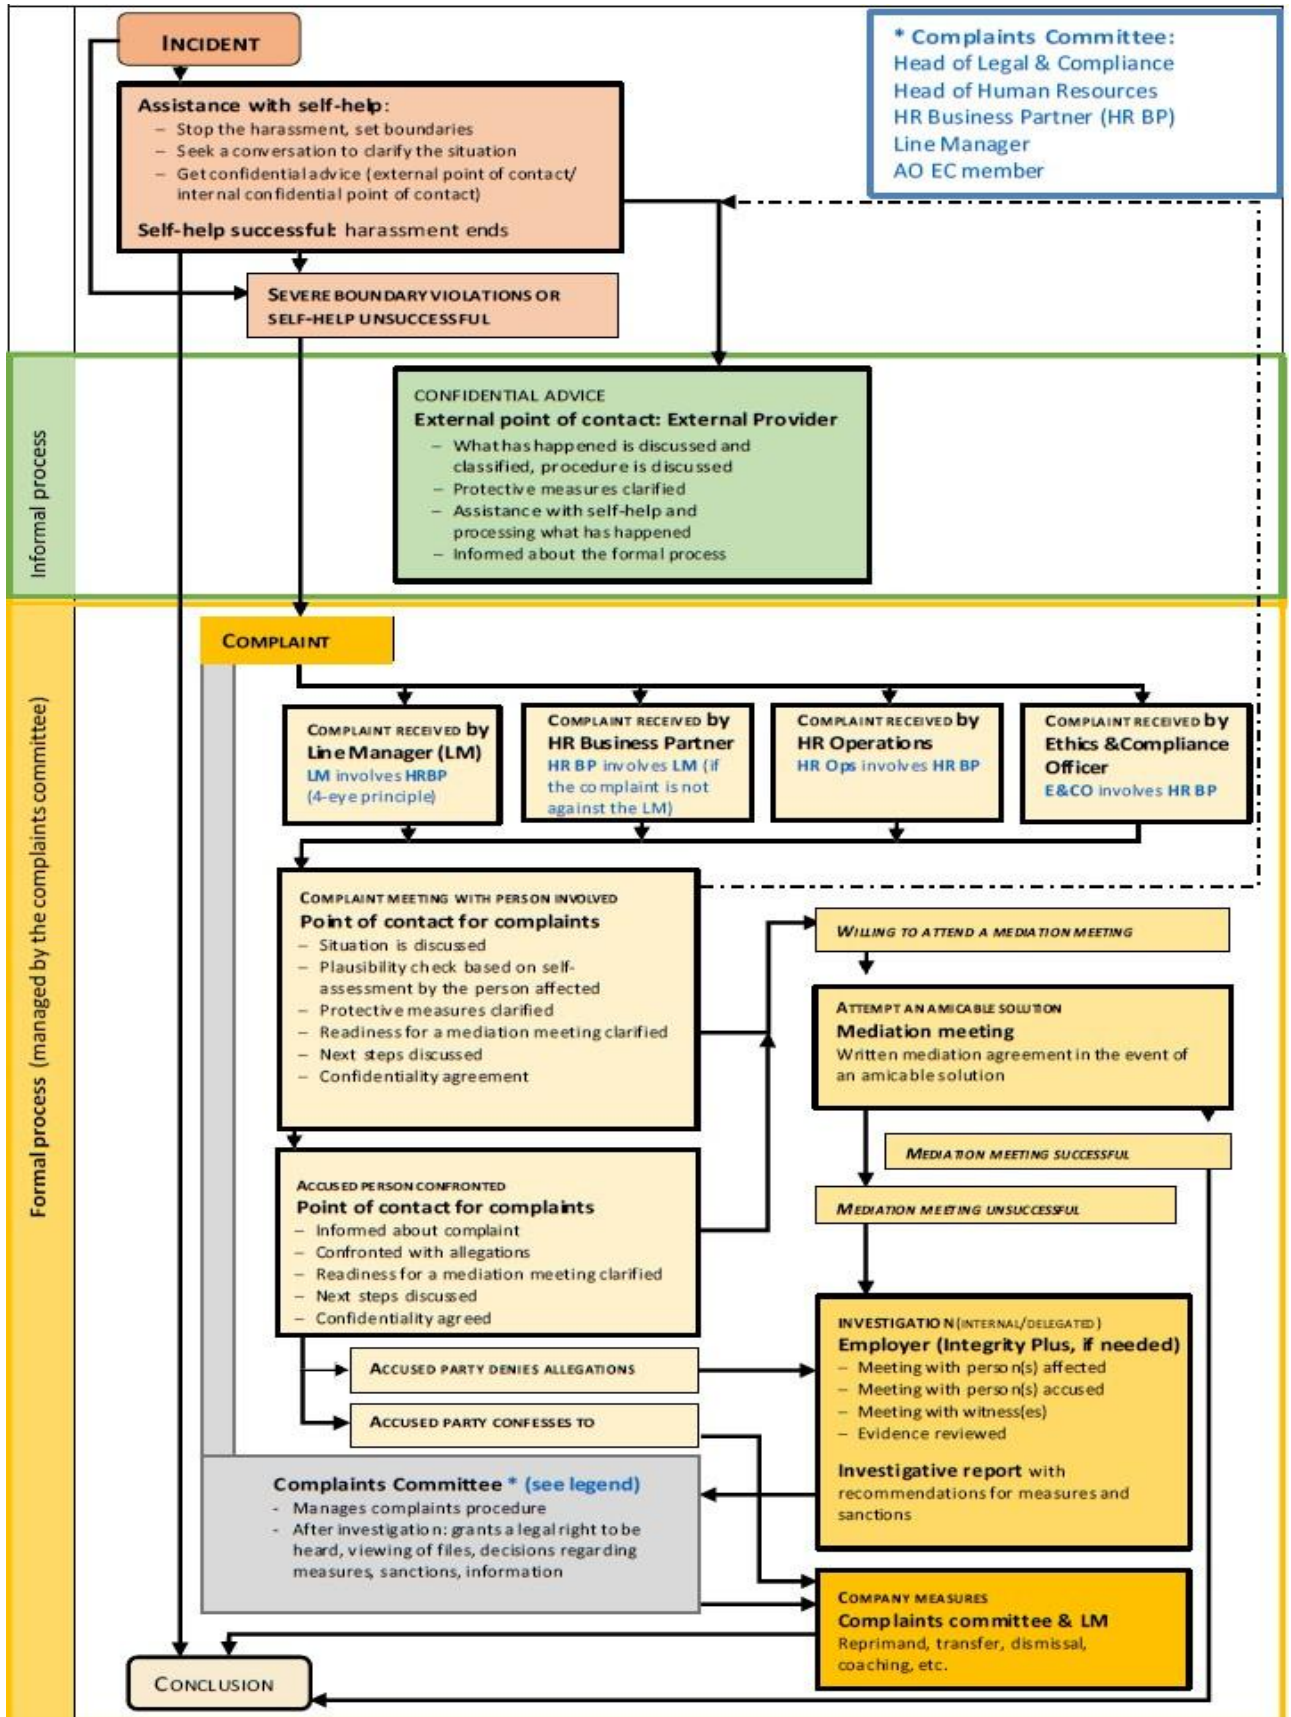 INCIDENT
* Complaints Committee:
Head of Legal & Compliance
Head of Human Resources
HR Business Partner (HR BP)
Line Manager
AO EC member
Assistance with self-help:
– Stop the harassment, set boundaries
– Seek a conversation to clarify the situation
– Get confidential advice (external point of contact/
internal confidential point of contact)
Self-help successful: harassment ends
SEVERE BOUNDARY VIOLATIONS OR
SELF-HELP UNSUCCESSFUL
Informal process
CONFIDENTIAL ADVICE
External point of contact: External Provider
– What has happened is discussed and
classified, procedure is discussed
– Protective measures clarified
– Assistance with self-help and
processing what has happened
– Informed about the formal process
Formal process (managed by the complaints committee)
COMPLAINT
COMPLAINT RECEIVED by
Line Manager (LM)
LM involves HRBP
(4-eye principle)
COMPLAINT RECEIVED by
HR Business Partner
HR BP involves LM (if
the complaint is not
against the LM)
COMPLAINT RECEIVED by
HR Operations
HR Ops involves HR BP
COMPLAINT RECEIVED by
Ethics &Compliance
Officer
E&CO involves HR BP
COMPLAINT MEETING WITH PERSON INVOLVED
Point of contact for complaints
– Situation is discussed
– Plausibility check based on self-
assessment by the person affected
– Protective measures clarified
– Readiness for a mediation meeting clarified
– Next steps discussed
– Confidentiality agreement
WILLING TO ATTEND A MEDIATION MEETING
ATTEMPT AN AMICABLE SOLUTION
Mediation meeting
Written mediation agreement in the event of
an amicable solution
MEDIATION MEETING SUCCESSFUL
MEDIATION MEETING UNSUCCESSFUL
ACCUSED PERSON CONFRONTED
Point of contact for complaints
– Informed about complaint
– Confronted with allegations
– Readiness for a mediation meeting clarified
– Next steps discussed
– Confidentiality agreed
ACCUSED PARTY DENIES ALLEGATIONS
ACCUSED PARTY CONFESSES TO
INVESTIGATION (INTERNAL/DELEGATED)
Employer (Integrity Plus, if needed)
– Meeting with person(s) affected
– Meeting with person(s) accused
– Meeting with witness(es)
– Evidence reviewed
Investigative report with
recommendations for measures and
sanctions
Complaints Committee * (see legend)
- Manages complaints procedure
- After investigation: grants a legal right to be
heard, viewing of files, decisions regarding
measures, sanctions, information
COMPANY MEASURES
Complaints committee & LM
Reprimand, transfer, dismissal,
coaching, etc.
CONCLUSION